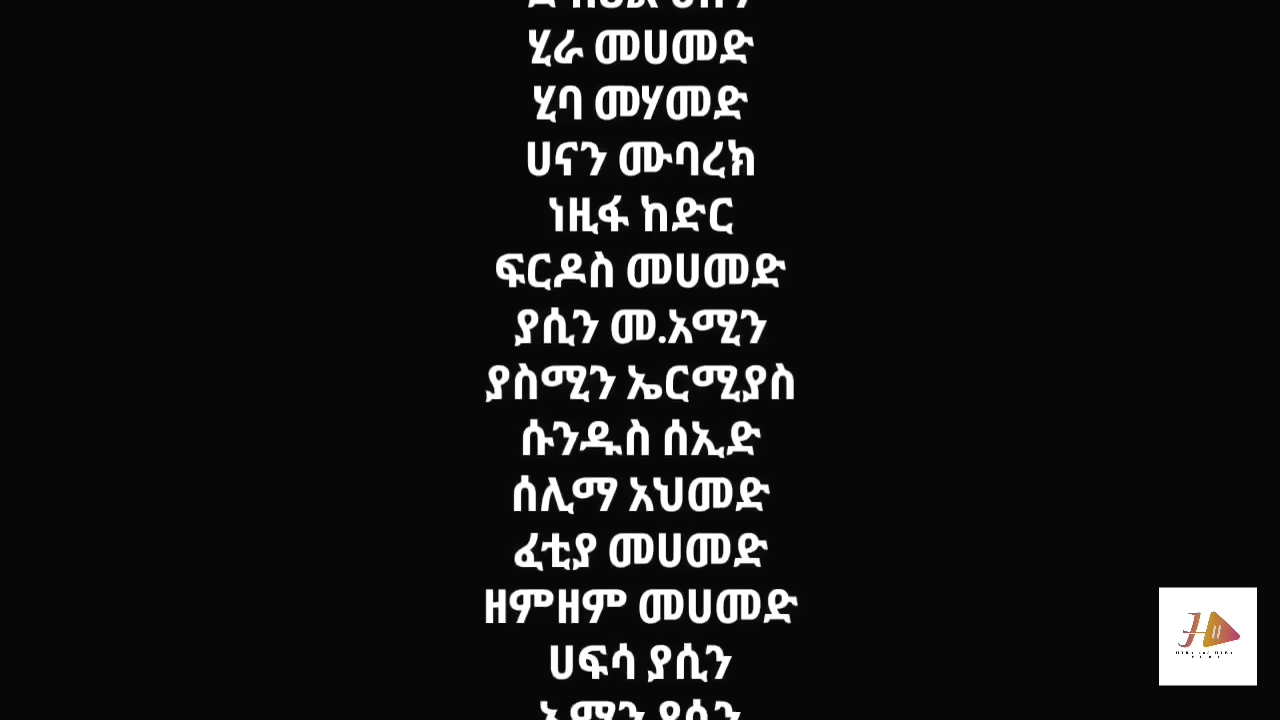 ሂራ መሀመድ
ሂባ መሃመድ
ሀናን ሙባረክ
ነዚፋ ከድር
ፍርዶስ መሀመድ
ያሲን መ.አሚን
ያስሚን ኤርሚያስ
ሱንዱስ ሰኢድ
ሰሊማ አህመድ
ፈቲያ መሀመድ
ዘምዘም መሀመድ
ሀፍሳ ያሲን